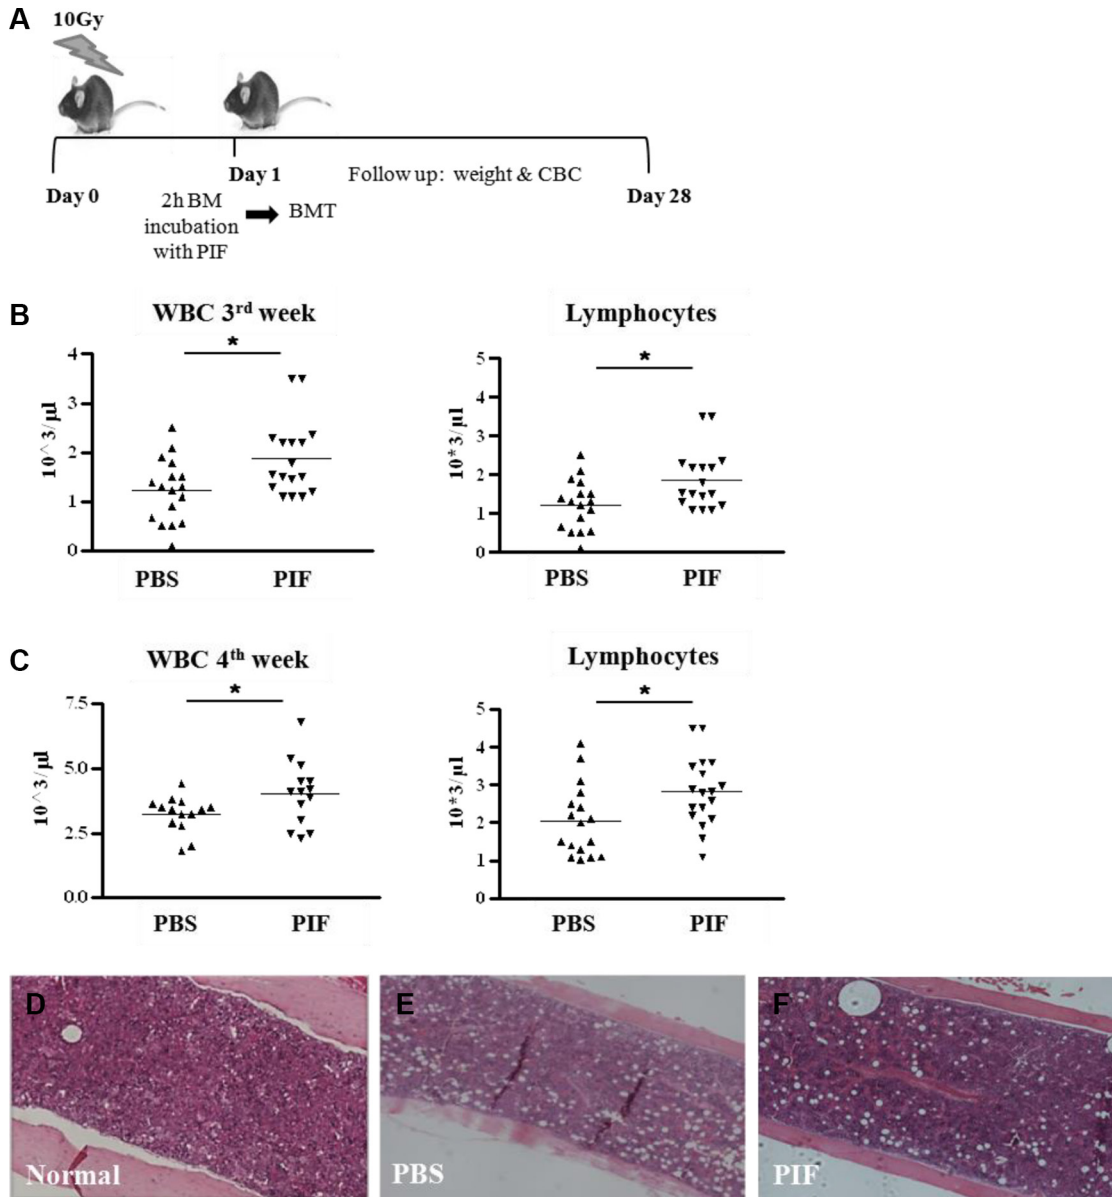 A
10Gy
Day 0
Day 1
Follow up: weight & CBC
Day 28
2h BM
incubation
with PIF
BMT
B
WBC 3rd week
Lymphocytes
*
*
4
3
2
1
0
10^3/µl
PBS
PIF
5
4
3
2
1
0
10*3/µl
PBS
PIF
C
WBC 4th week
Lymphocytes
*
*
7.5
5.0
2.5
0.0
10^3/µl
PBS
PIF
5
4
3
2
1
0
10*3/µl
PBS
PIF
D
Normal
E
PBS
F
PIF